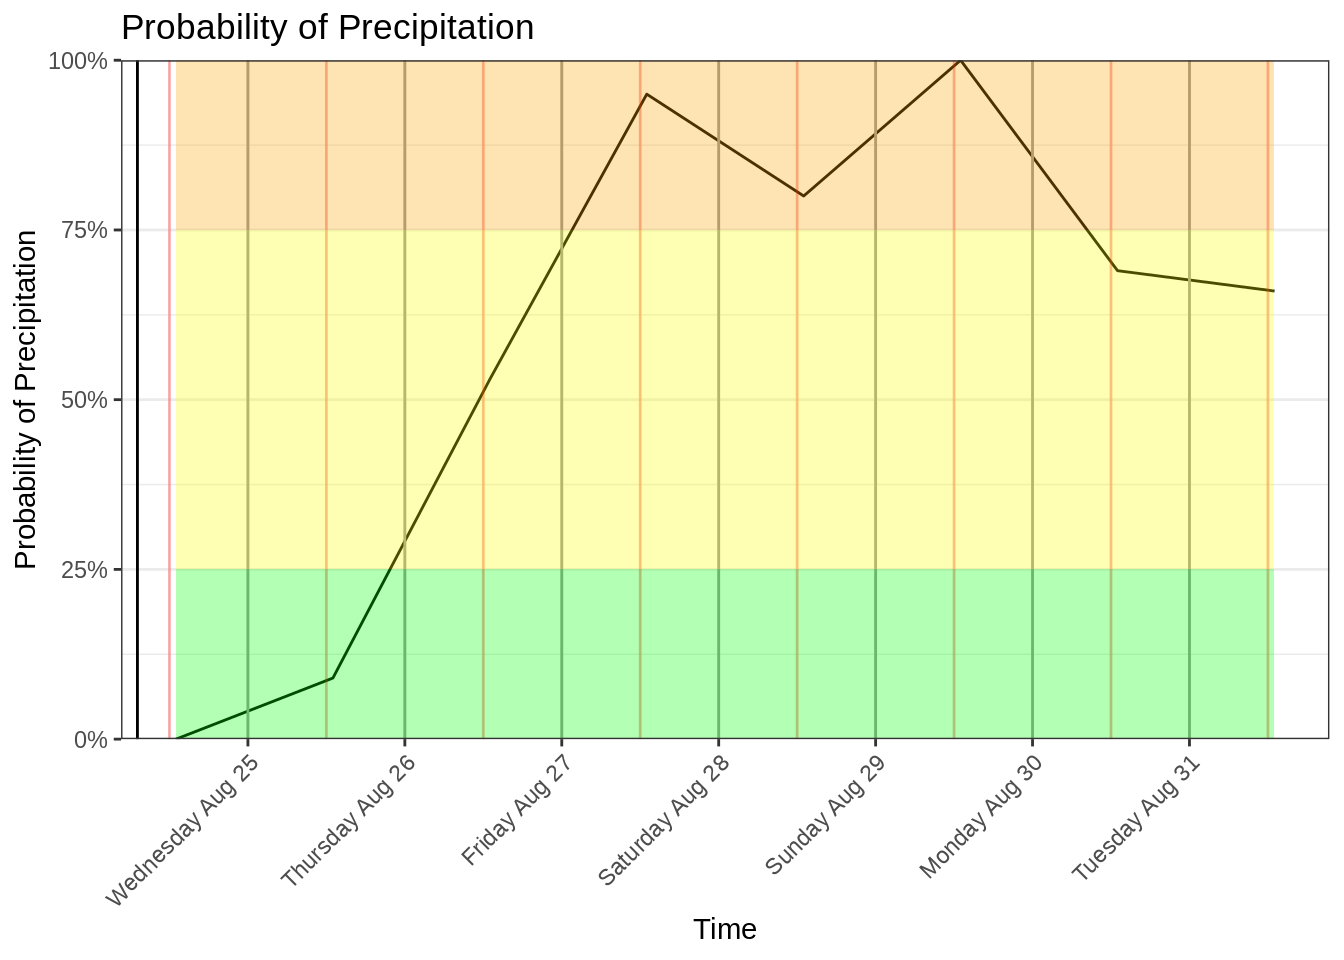 Probability of Precipitation
100%
75%
50%
25%
0%
Probability of Precipitation
Wednesday Aug 25
Thursday Aug 26
Friday Aug 27
Saturday Aug 28
Sunday Aug 29
Monday Aug 30
Tuesday Aug 31
Time